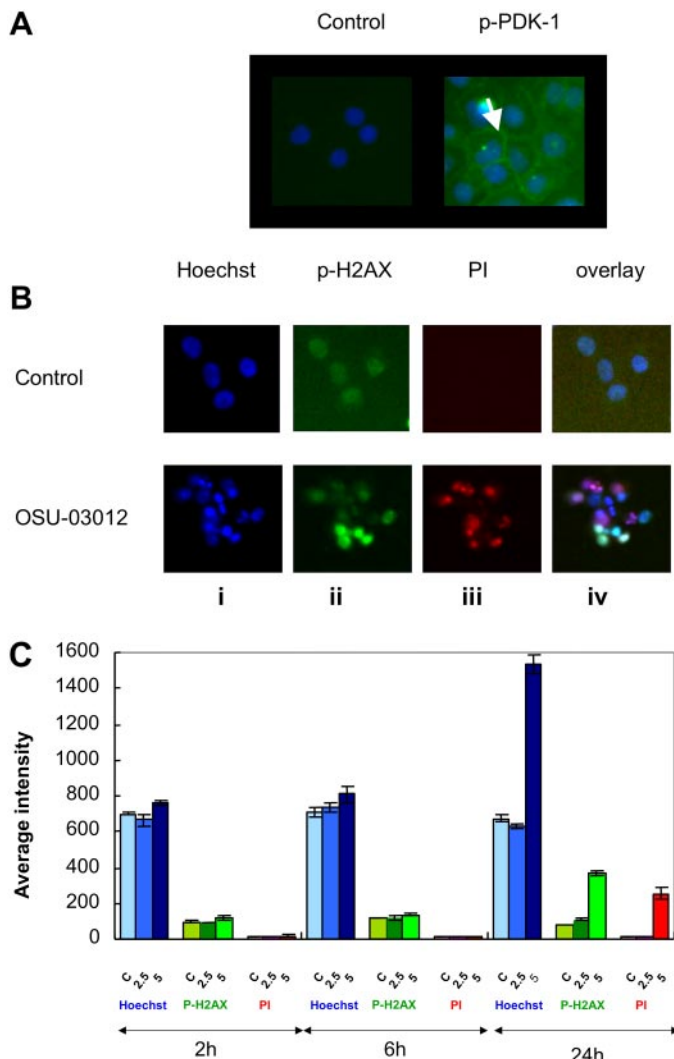 A
Control p-PDK-1
Hoechst p-H2AX PI overlay
B
Control
OSU-03012
i ii iii iv
C
Average intensity
1600
1400
1200
1000
800
600
400
200
0
C 2.5 5 C 2.5 5 C 2.5 5 C 2.5 5 C 2.5 5 C 2.5 5 C 2.5 5 C 2.5 5 C 2.5 5
Hoechst P-H2AX PI Hoechst P-H2AX PI Hoechst P-H2AX PI
2h 6h 24h